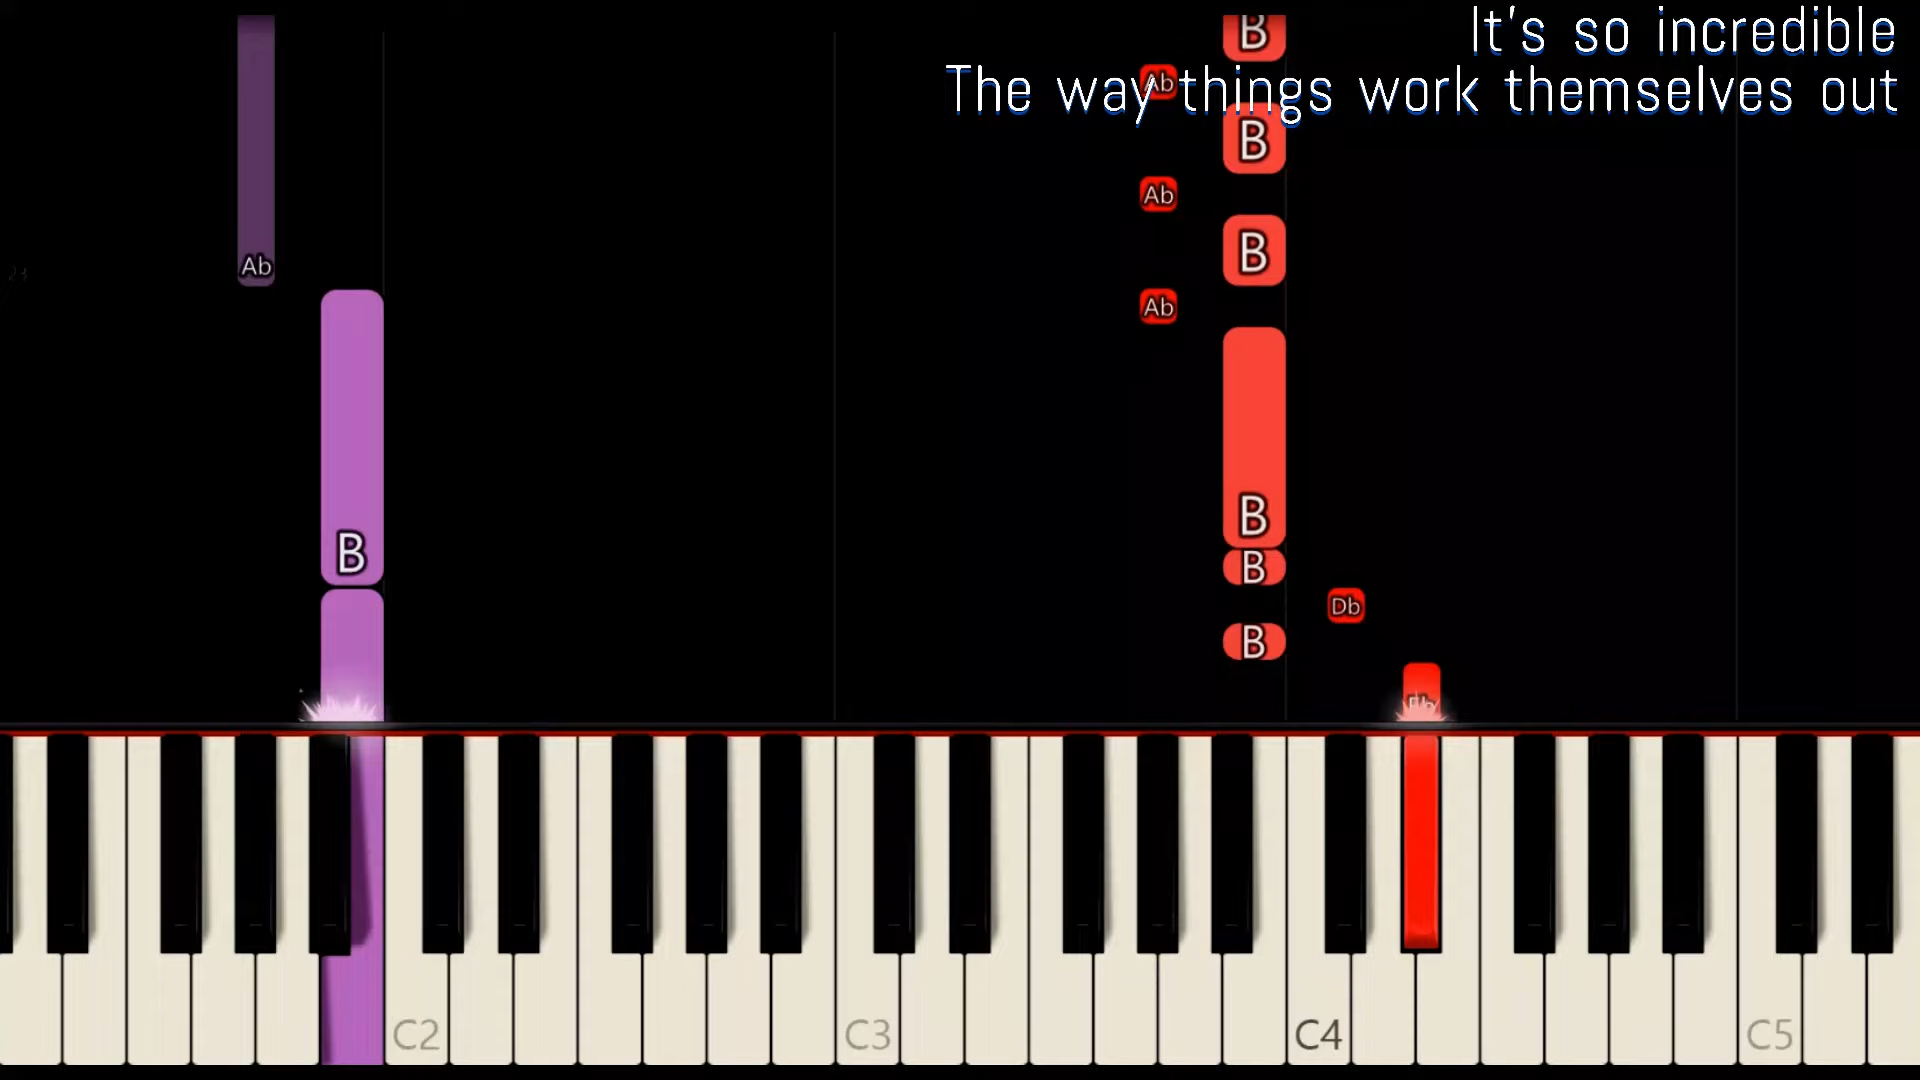 It's so incredible
The way things work themselves out
B
Ab
B
Ab
B
Ab
Ab
B
B
B
Db
B
C2
C3
C4
C5